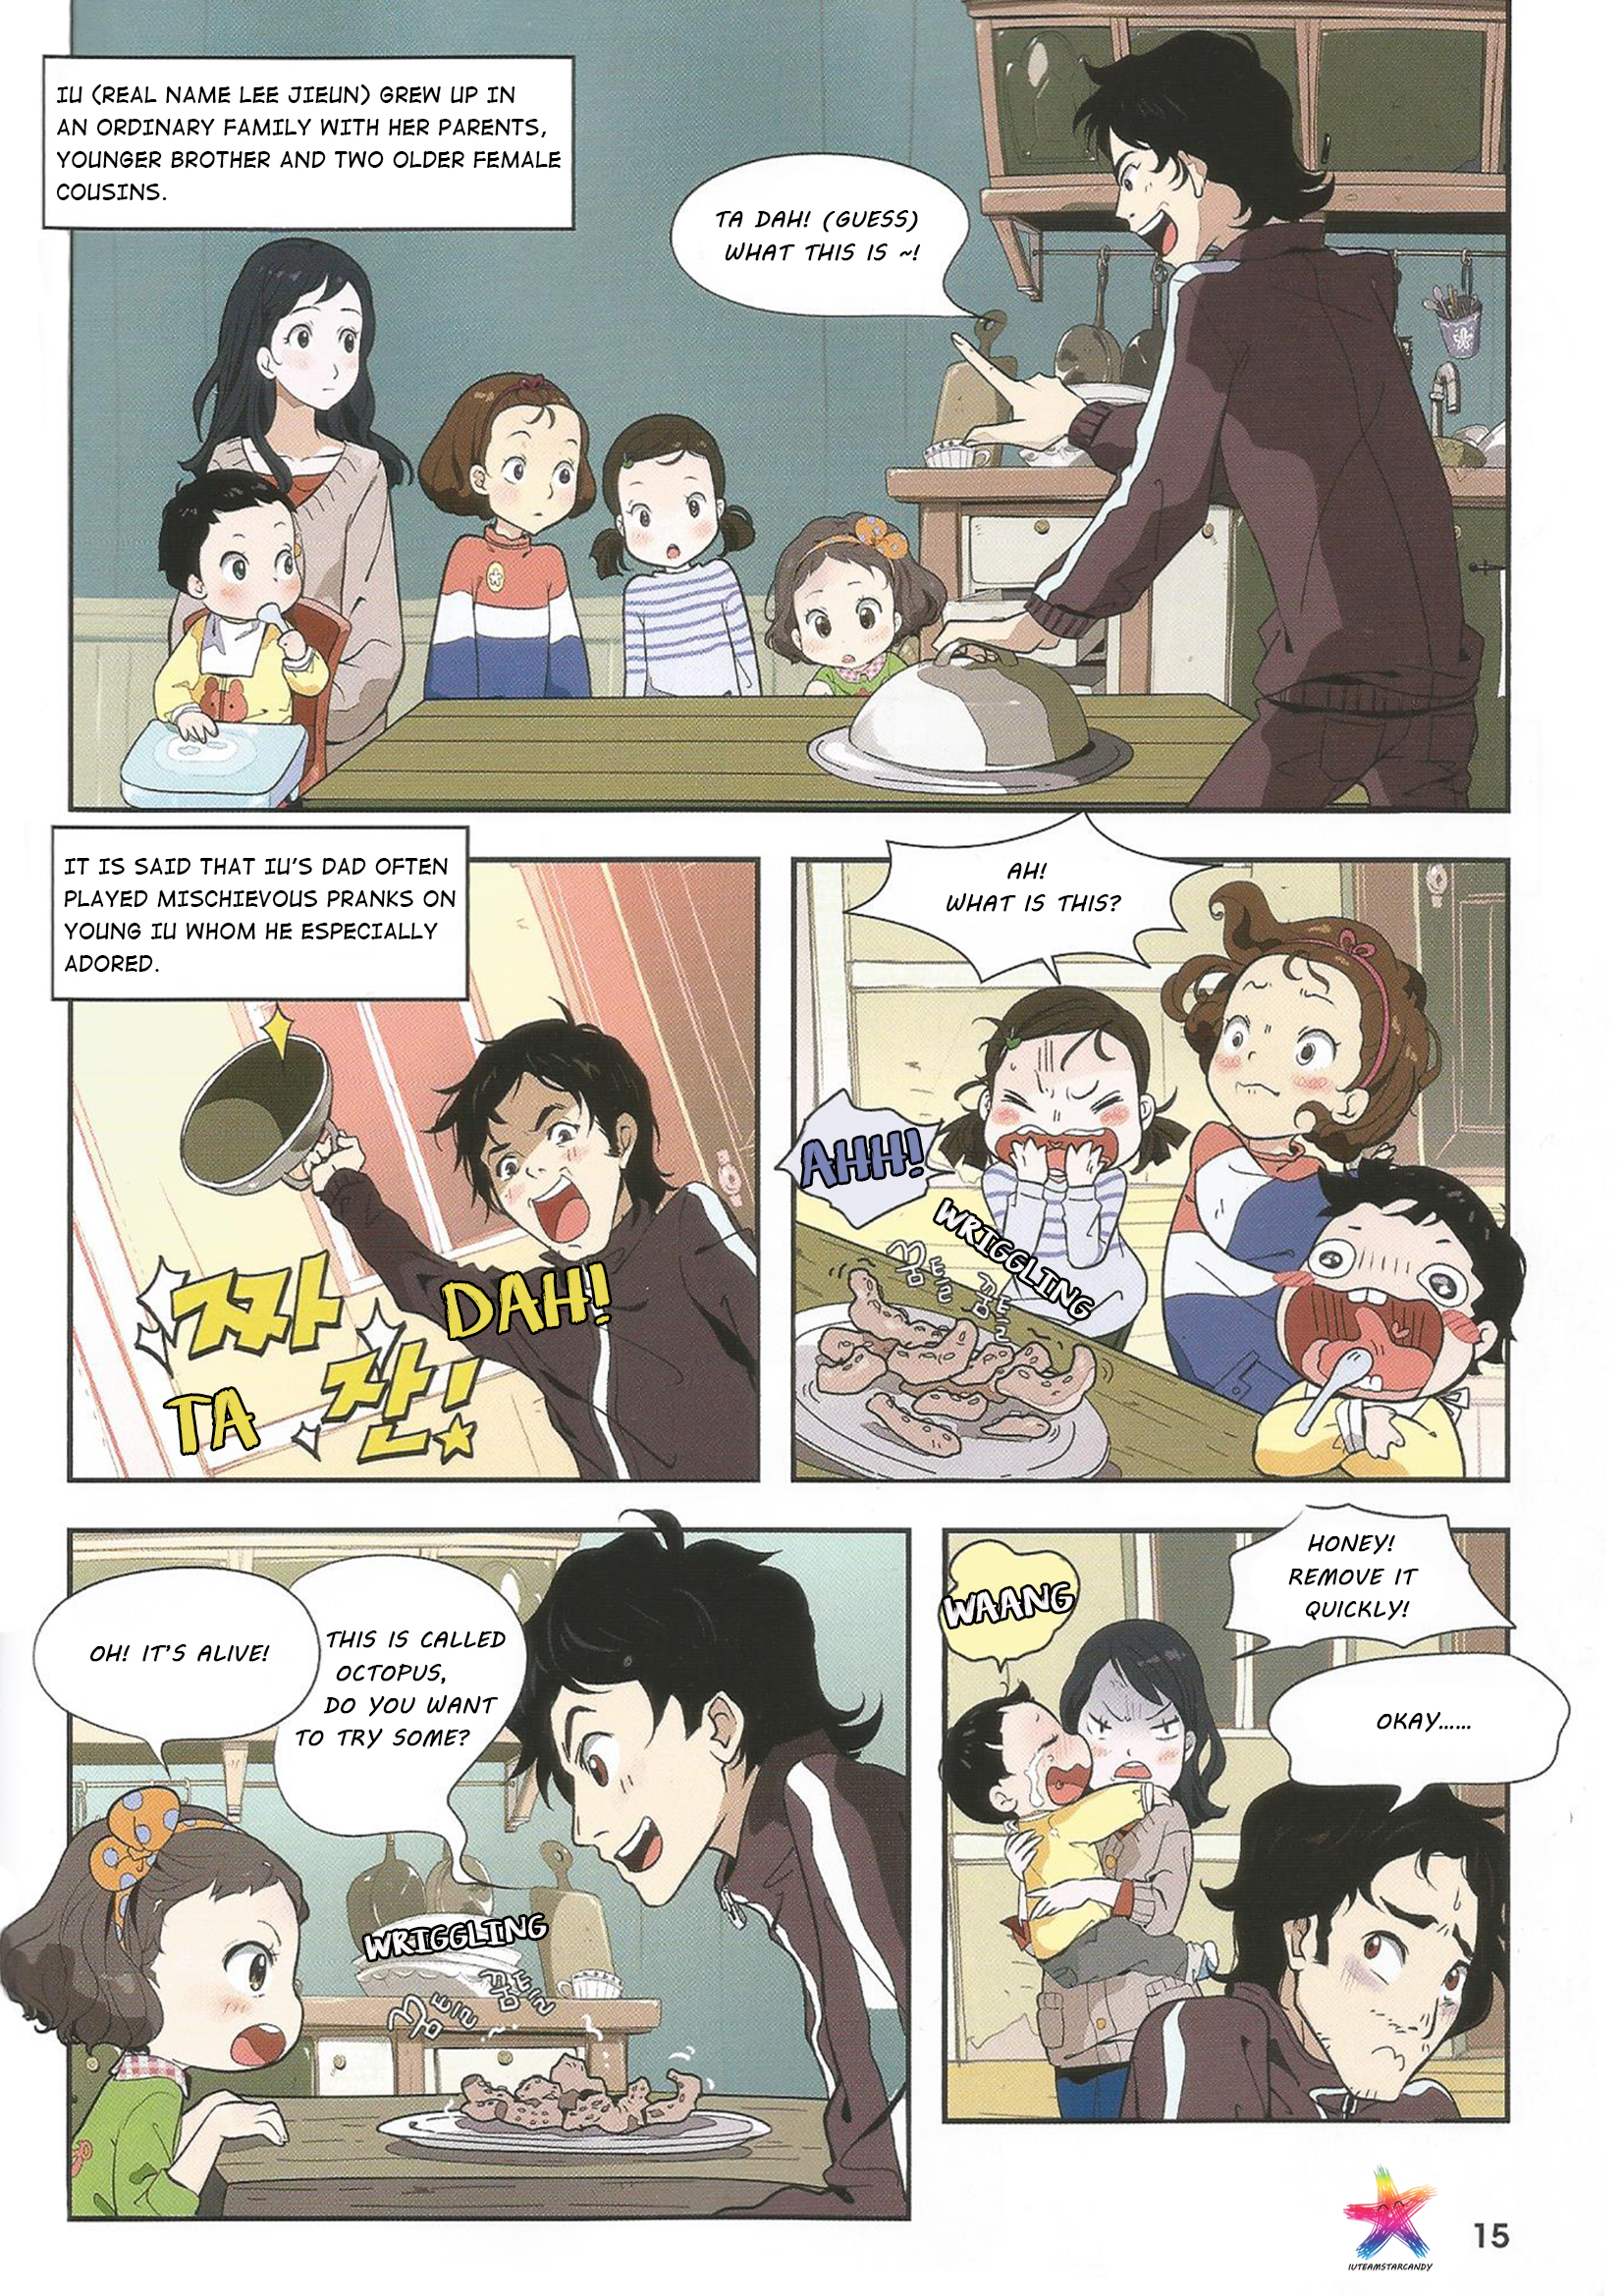 IU (REAL NAME LEE JIEUN) GREW UP IN
AN ORDINARY FAMILY WITH HER PARENTS,
YOUNGER BROTHER AND TWO OLDER FEMALE
COUSINS.
TA DAH! (GUESS)
WHAT THIS IS ~!
IT IS SAID THAT IU'S DAD OFTEN
PLAYED MISCHIEVOUS PRANKS ON
YOUNG IU WHOM HE ESPECIALLY
ADORED.
짜
잔!
TA
DAH!
AH!
WHAT IS THIS?
AHH!
WRIGGLING
꿈틀 꿈틀
OH! IT'S ALIVE!
THIS IS CALLED
OCTOPUS,
DO YOU WANT
TO TRY SOME?
WRIGGLING
꿈틀 꿈틀
WAANG
HONEY!
REMOVE IT
QUICKLY!
OKAY......
IUTEAMSTARCANDY
15